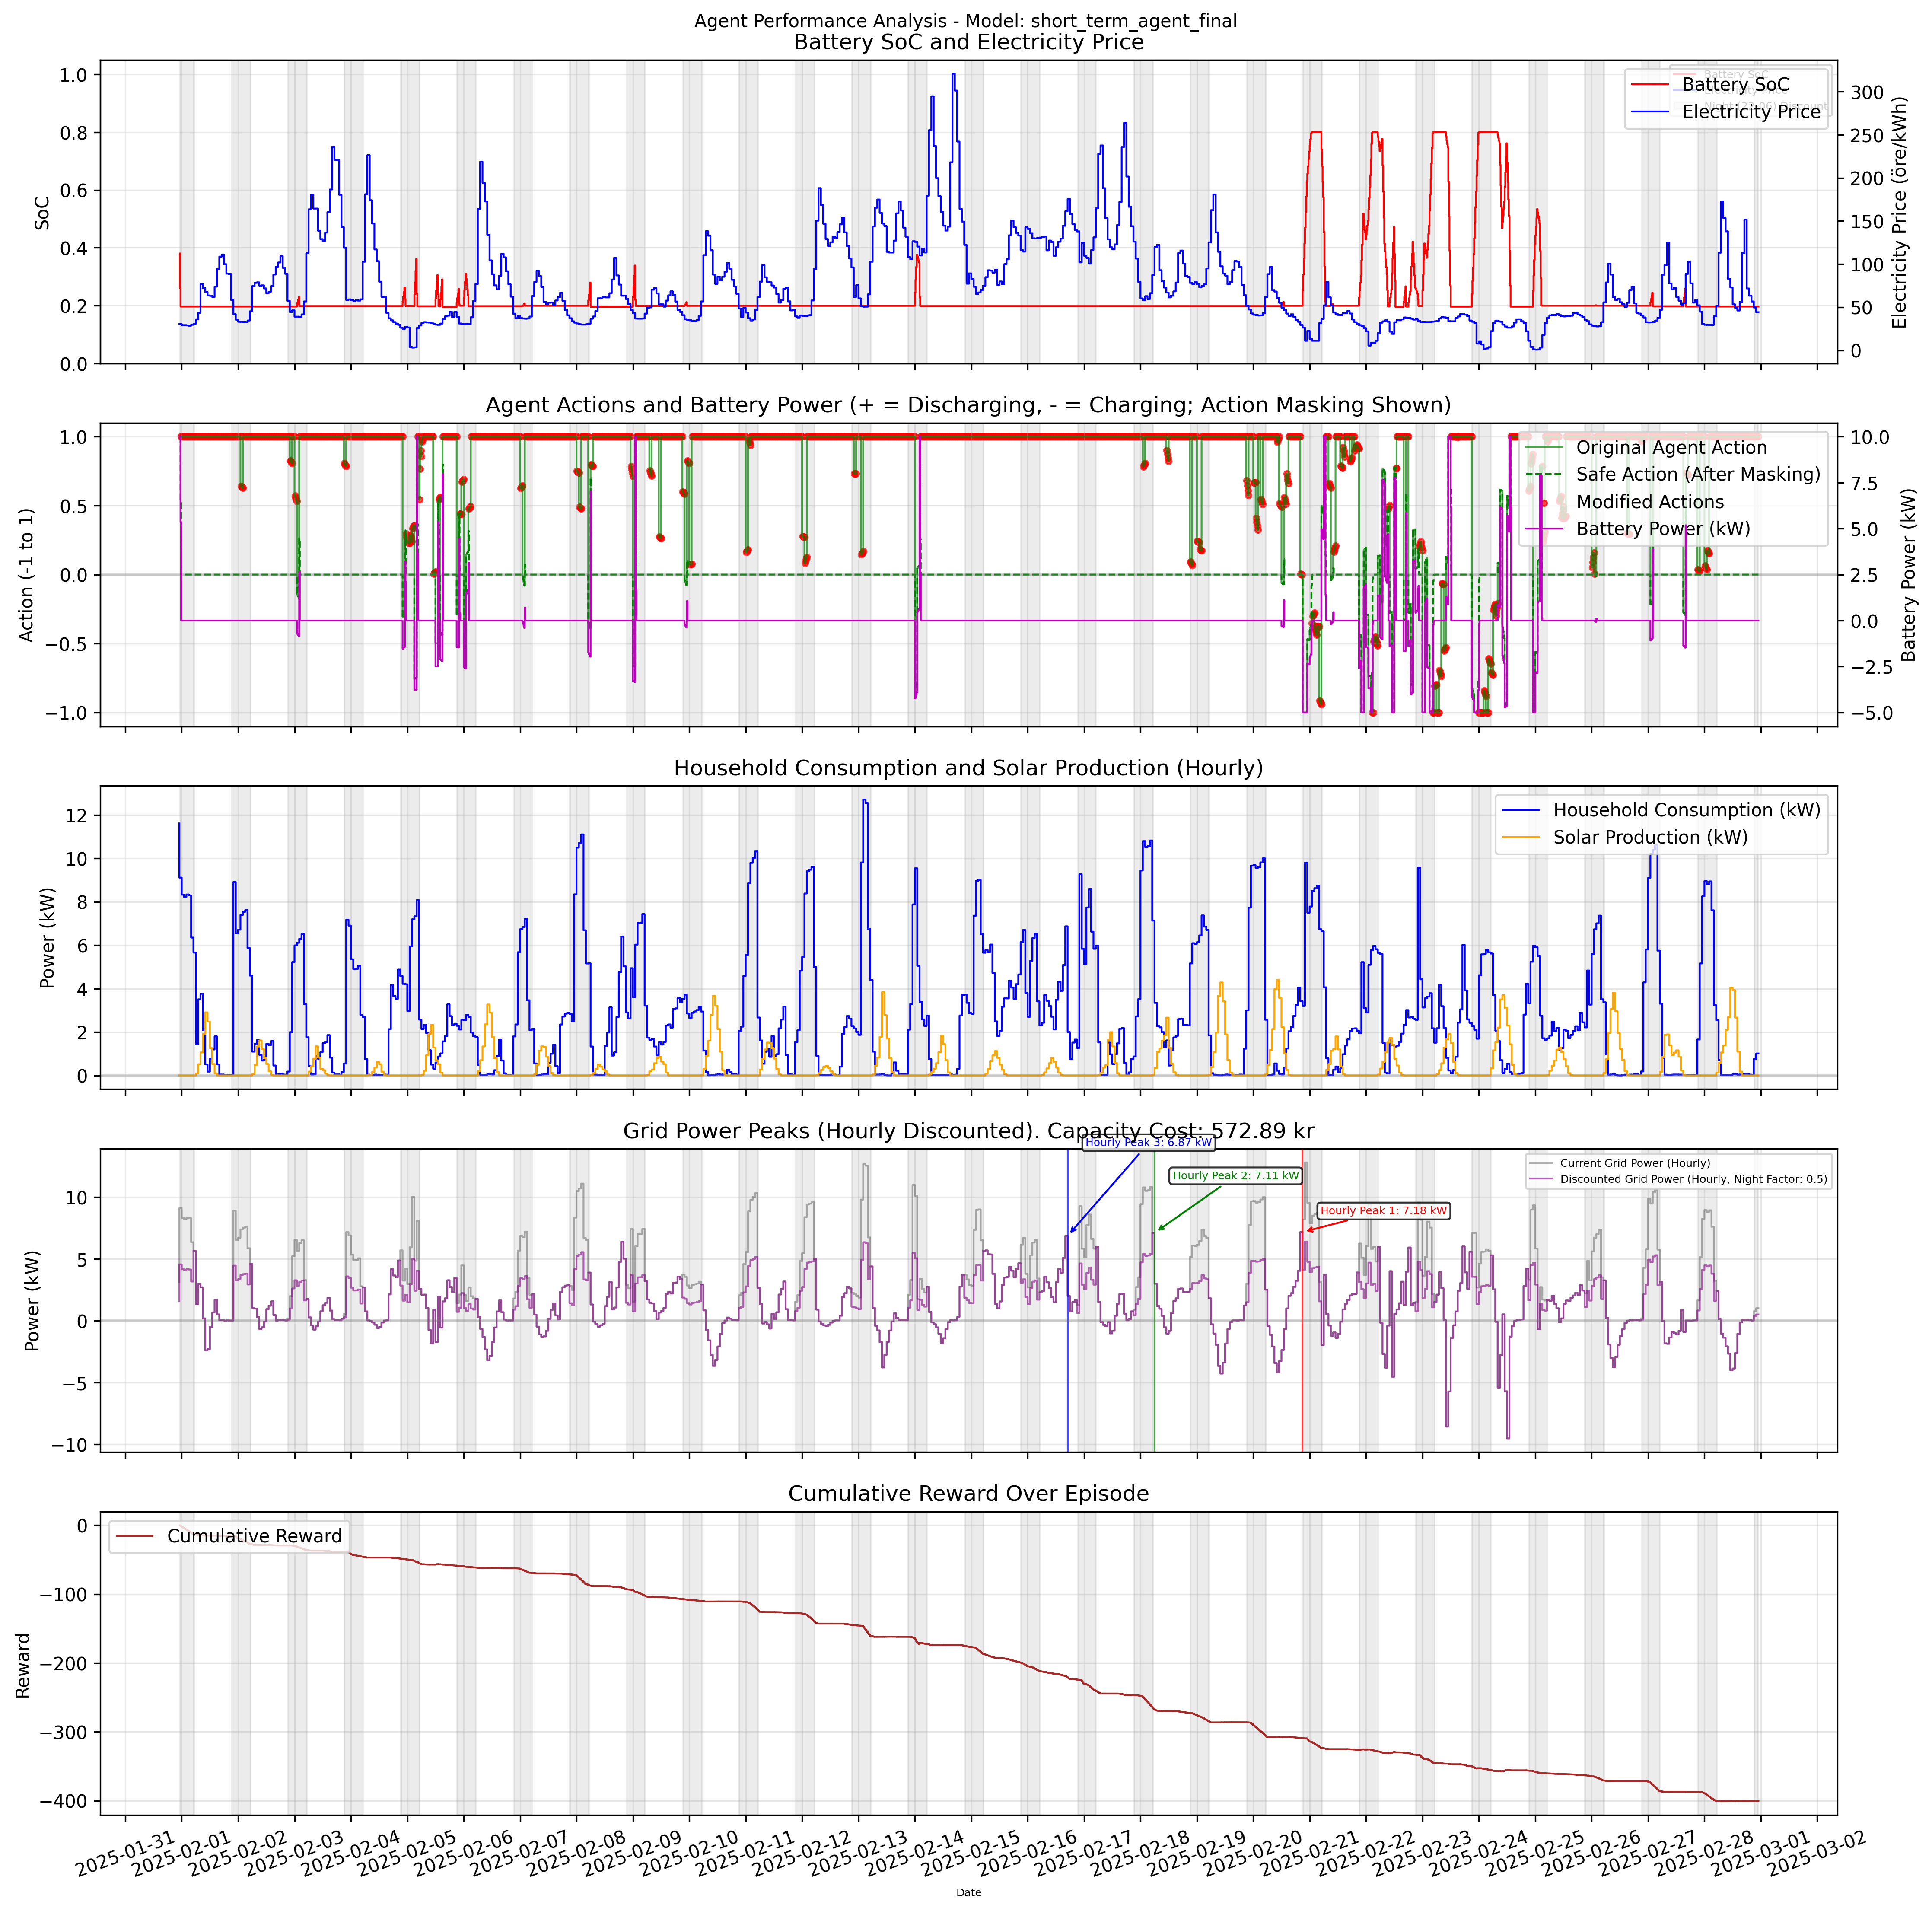 Agent Performance Analysis - Model: short_term_agent_final
Battery SoC and Electricity Price
1.0
0.8
0.6
0.4
0.2
0.0
SoC
300
250
200
150
100
50
0
Electricity Price (öre/kWh)
Battery SoC
Electricity Price
Agent Actions and Battery Power (+ = Discharging, - = Charging; Action Masking Shown)
1.0
0.5
0.0
−0.5
−1.0
Action (-1 to 1)
10.0
7.5
5.0
2.5
0.0
−2.5
−5.0
Battery Power (kW)
Original Agent Action
Safe Action (After Masking)
Modified Actions
Battery Power (kW)
Household Consumption and Solar Production (Hourly)
12
10
8
6
4
2
0
Power (kW)
Household Consumption (kW)
Solar Production (kW)
Grid Power Peaks (Hourly Discounted). Capacity Cost: 572.89 kr
10
5
0
−5
−10
Power (kW)
Hourly Peak 3: 6.87 kW
Hourly Peak 2: 7.11 kW
Hourly Peak 1: 7.18 kW
Current Grid Power (Hourly)
Discounted Grid Power (Hourly, Night Factor: 0.5)
Cumulative Reward Over Episode
0
−100
−200
−300
−400
Reward
Cumulative Reward
2025-01-31
2025-02-01
2025-02-02
2025-02-03
2025-02-04
2025-02-05
2025-02-06
2025-02-07
2025-02-08
2025-02-09
2025-02-10
2025-02-11
2025-02-12
2025-02-13
2025-02-14
2025-02-15
2025-02-16
2025-02-17
2025-02-18
2025-02-19
2025-02-20
2025-02-21
2025-02-22
2025-02-23
2025-02-24
2025-02-25
2025-02-26
2025-02-27
2025-02-28
2025-03-01
2025-03-02
Date